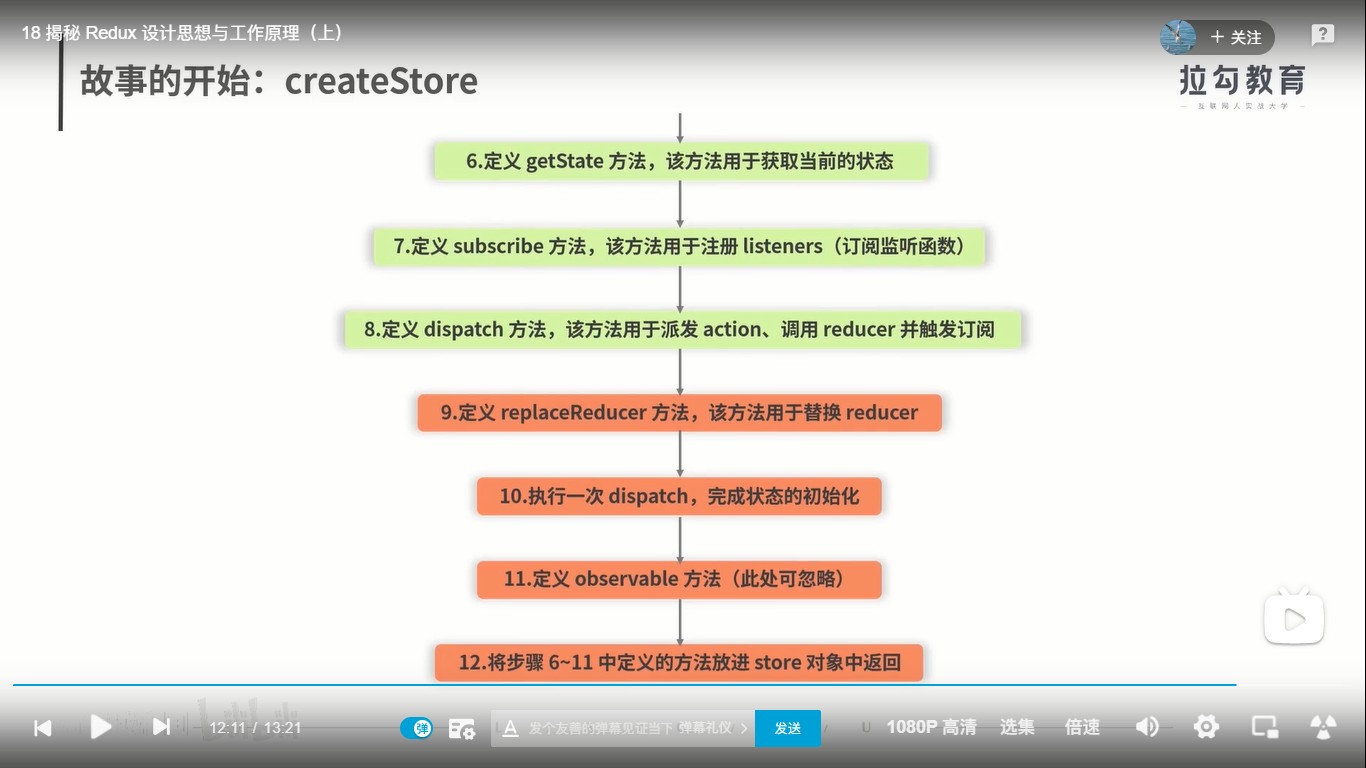 18 揭秘 Redux 设计思想与工作原理（上）
+ 关注
?
故事的开始：createStore
拉勾教育
— 互联网人实战大学 —
6.定义 getState 方法，该方法用于获取当前的状态
7.定义 subscribe 方法，该方法用于注册 listeners（订阅监听函数）
8.定义 dispatch 方法，该方法用于派发 action、调用 reducer 并触发订阅
9.定义 replaceReducer 方法，该方法用于替换 reducer
10.执行一次 dispatch，完成状态的初始化
11.定义 observable 方法（此处可忽略）
12.将步骤 6~11 中定义的方法放进 store 对象中返回
12:11 / 13:21
弹
A 发个友善的弹幕见证当下 弹幕礼仪 >
发送
1080P 高清
选集
倍速